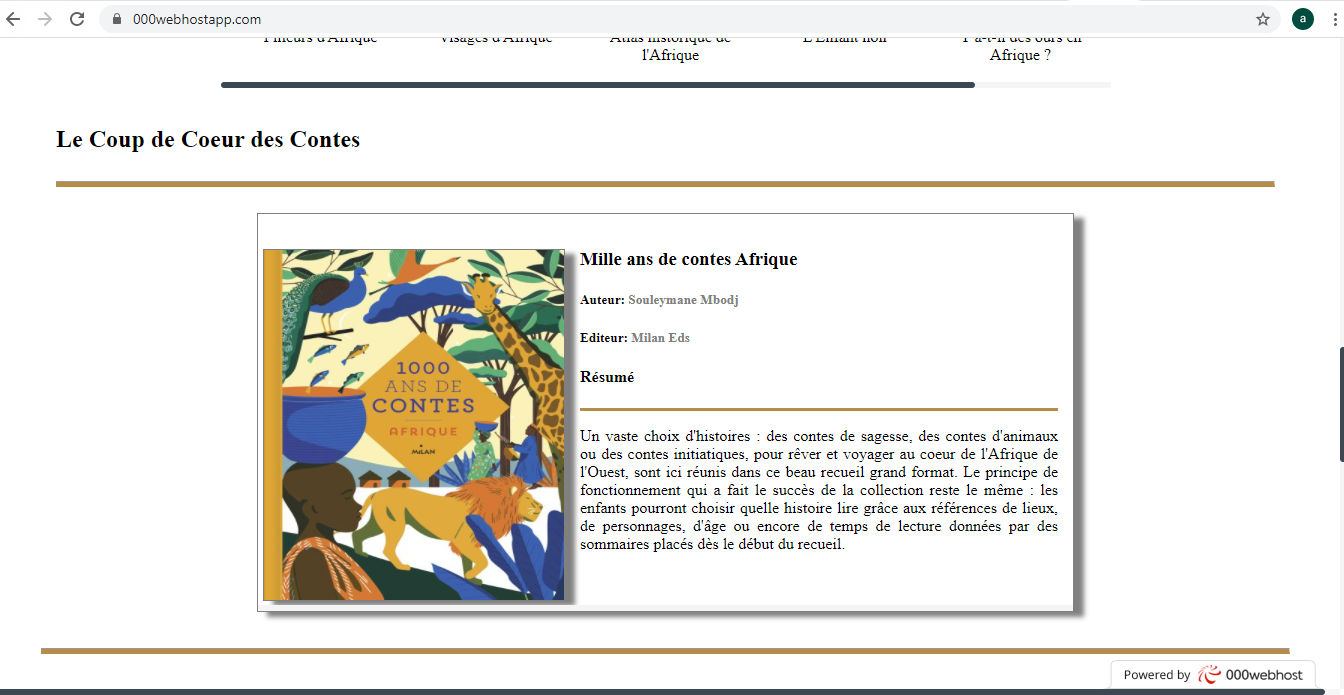 000webhostapp.com
a
Visages d'Afrique
Atlas historique de
l'Afrique
L'Enfant noir
Y a-t-il des ours en
Afrique ?
Le Coup de Coeur des Contes
1000
ANS DE
CONTES
AFRIQUE
MiLAN
Mille ans de contes Afrique
Auteur: Souleymane Mbodj
Editeur: Milan Eds
Résumé
Un vaste choix d'histoires : des contes de sagesse, des contes d'animaux
ou des contes initiatiques, pour rêver et voyager au coeur de l'Afrique de
l'Ouest, sont ici réunis dans ce beau recueil grand format. Le principe de
fonctionnement qui a fait le succès de la collection reste le même : les
enfants pourront choisir quelle histoire lire grâce aux références de lieux,
de personnages, d'âge ou encore de temps de lecture données par des
sommaires placés dès le début du recueil.
Powered by 000webhost